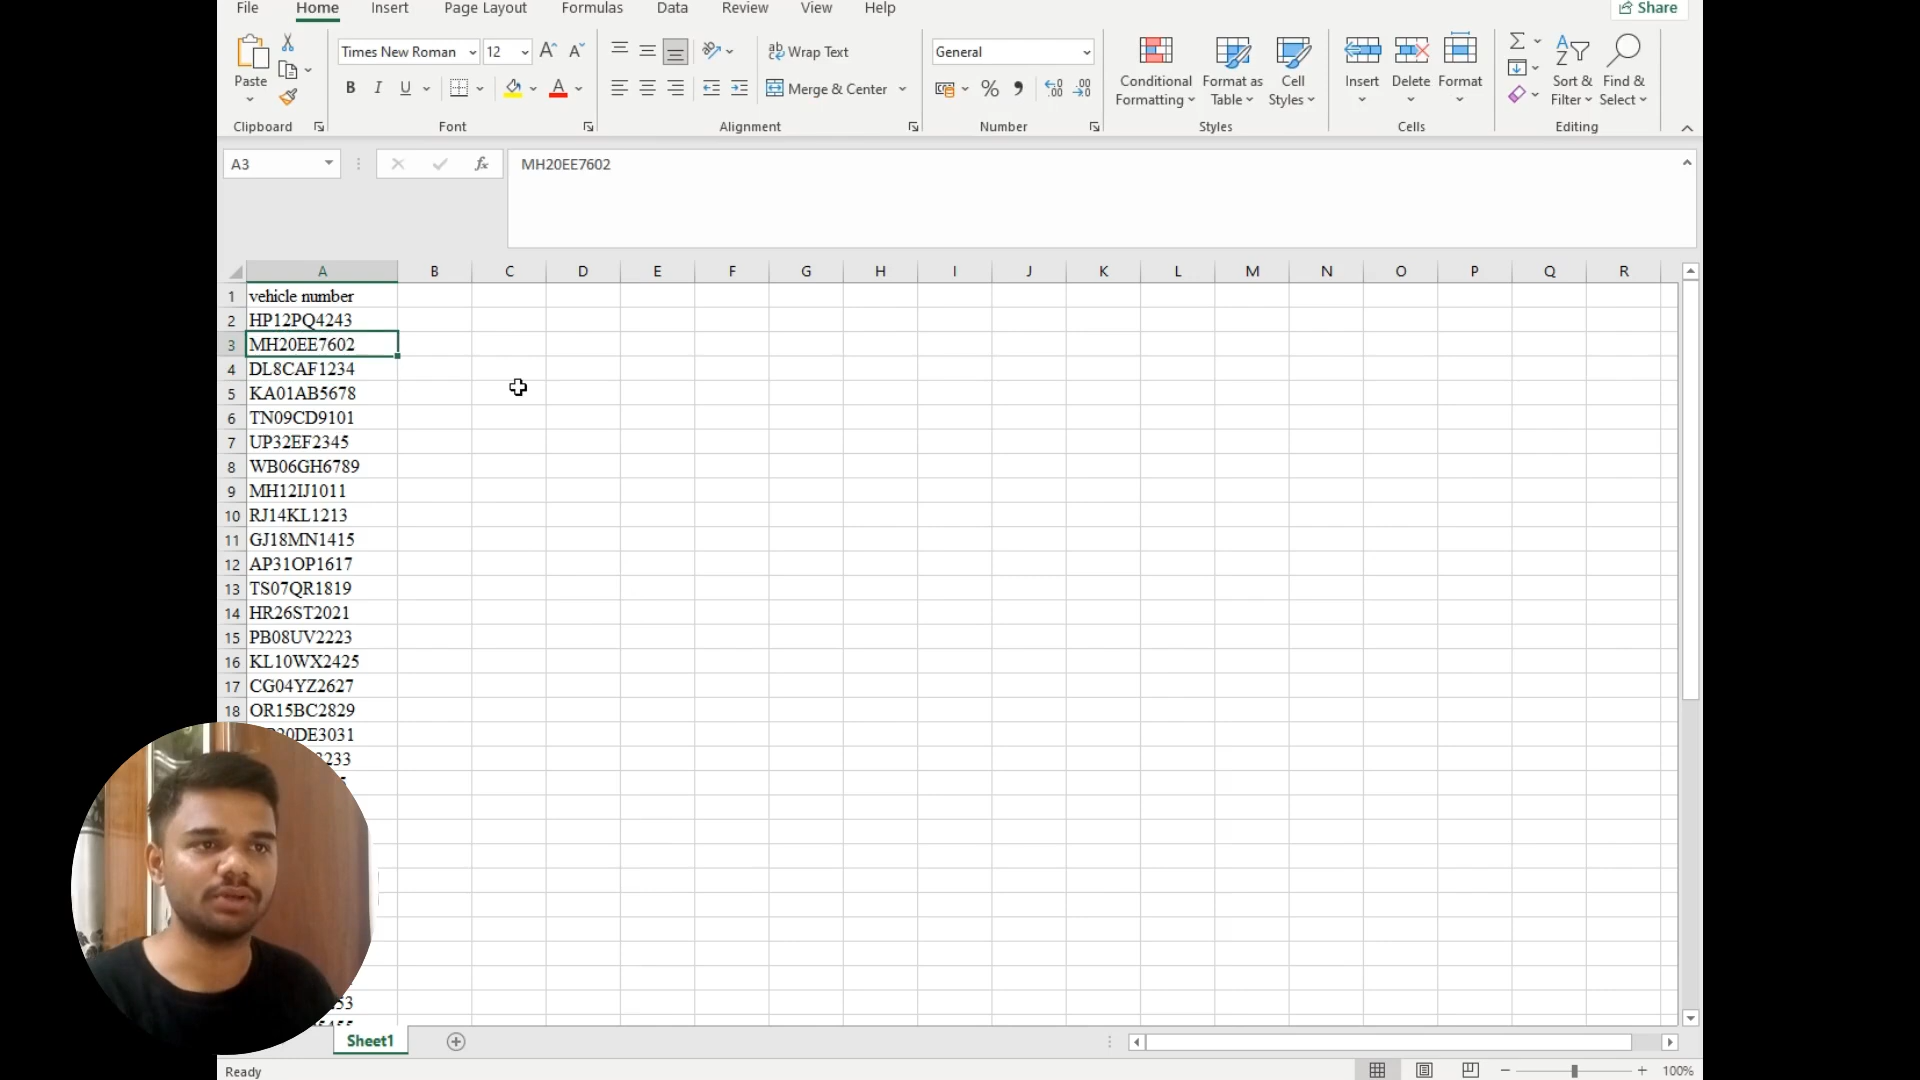 File Home Insert Page Layout Formulas Data Review View Help Share
Times New Roman 12 Wrap Text General
Paste Conditional Formatting Format as Table Cell Styles Insert Delete Format Sort & Filter Find & Select
B I U Merge & Center
Clipboard Font Alignment Number Styles Cells Editing
A3 fx MH20EE7602
A B C D E F G H I J K L M N O P Q R
1 vehicle number
2 HP12PQ4243
3 MH20EE7602
4 DL8CAF1234
5 KA01AB5678
6 TN09CD9101
7 UP32EF2345
8 WB06GH6789
9 MH12IJ1011
10 RJ14KL1213
11 GJ18MN1415
12 AP31OP1617
13 TS07QR1819
14 HR26ST2021
15 PB08UV2223
16 KL10WX2425
17 CG04YZ2627
18 OR15BC2829
20DE3031
233
53
Sheet1
Ready 100%